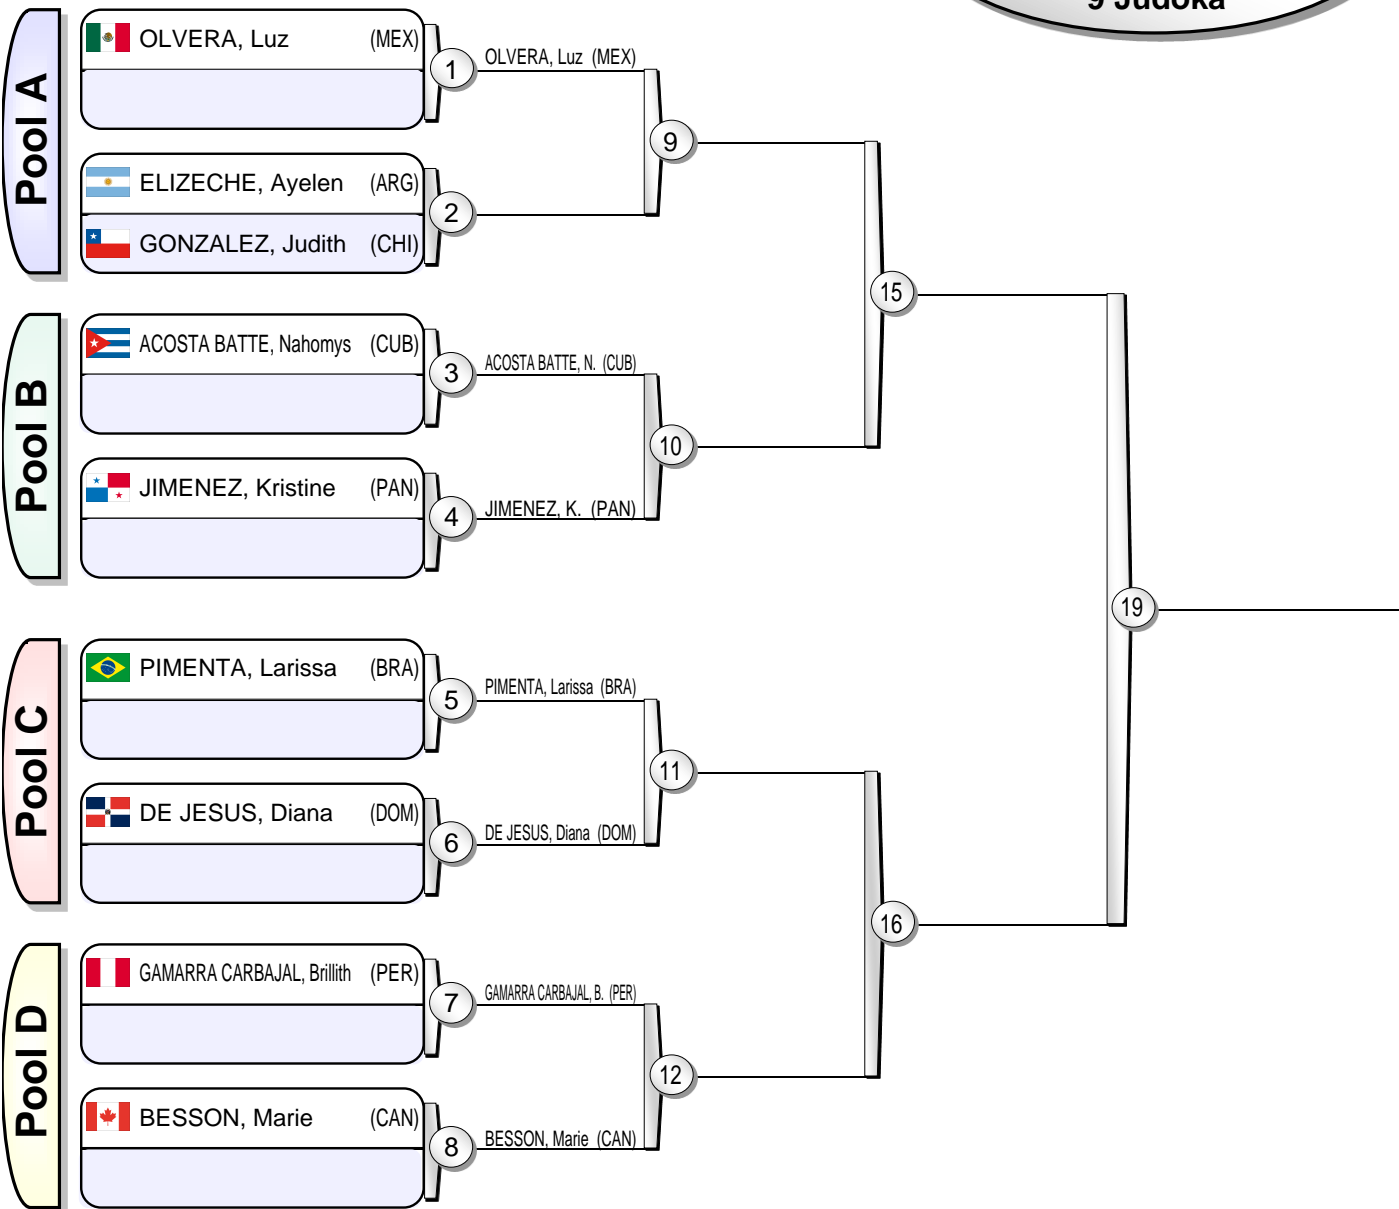 9 Judoka
Pool A
OLVERA, Luz (MEX)
1
OLVERA, Luz (MEX)
9
ELIZECHE, Ayelen (ARG)
2
GONZALEZ, Judith (CHI)
15
Pool B
ACOSTA BATTE, Nahomys (CUB)
3
ACOSTA BATTE, N. (CUB)
10
JIMENEZ, Kristine (PAN)
4
JIMENEZ, K. (PAN)
19
Pool C
PIMENTA, Larissa (BRA)
5
PIMENTA, Larissa (BRA)
11
DE JESUS, Diana (DOM)
6
DE JESUS, Diana (DOM)
16
Pool D
GAMARRA CARBAJAL, Brillith (PER)
7
GAMARRA CARBAJAL, B. (PER)
12
BESSON, Marie (CAN)
8
BESSON, Marie (CAN)